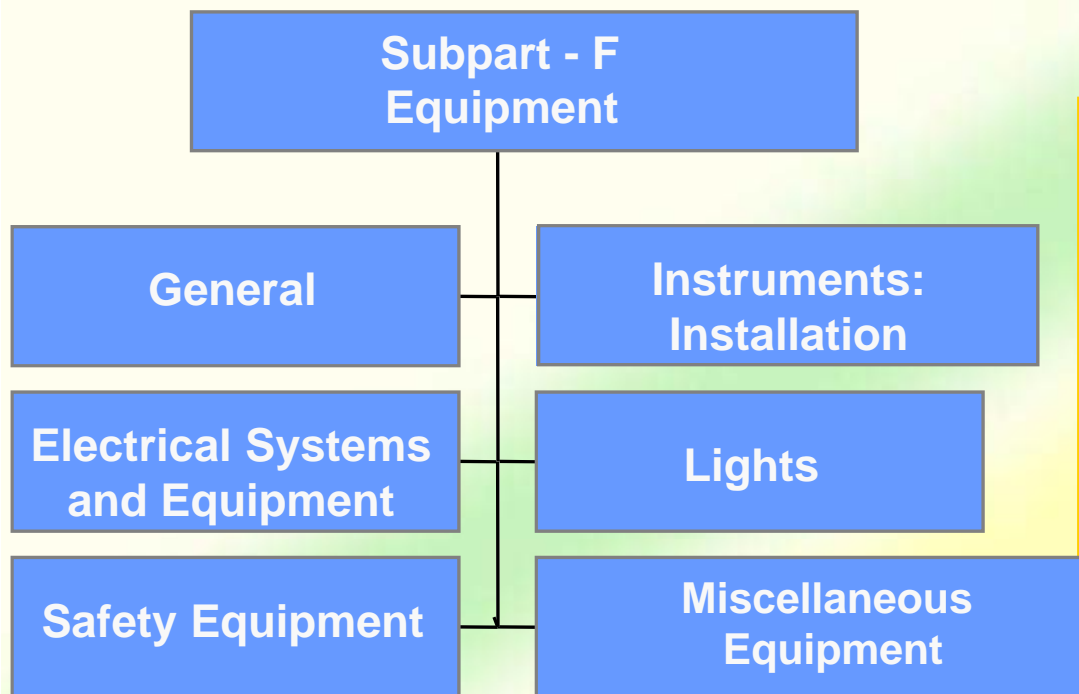 Subpart - F
Equipment
General
Instruments:
Installation
Electrical Systems
and Equipment
Lights
Safety Equipment
Miscellaneous
Equipment